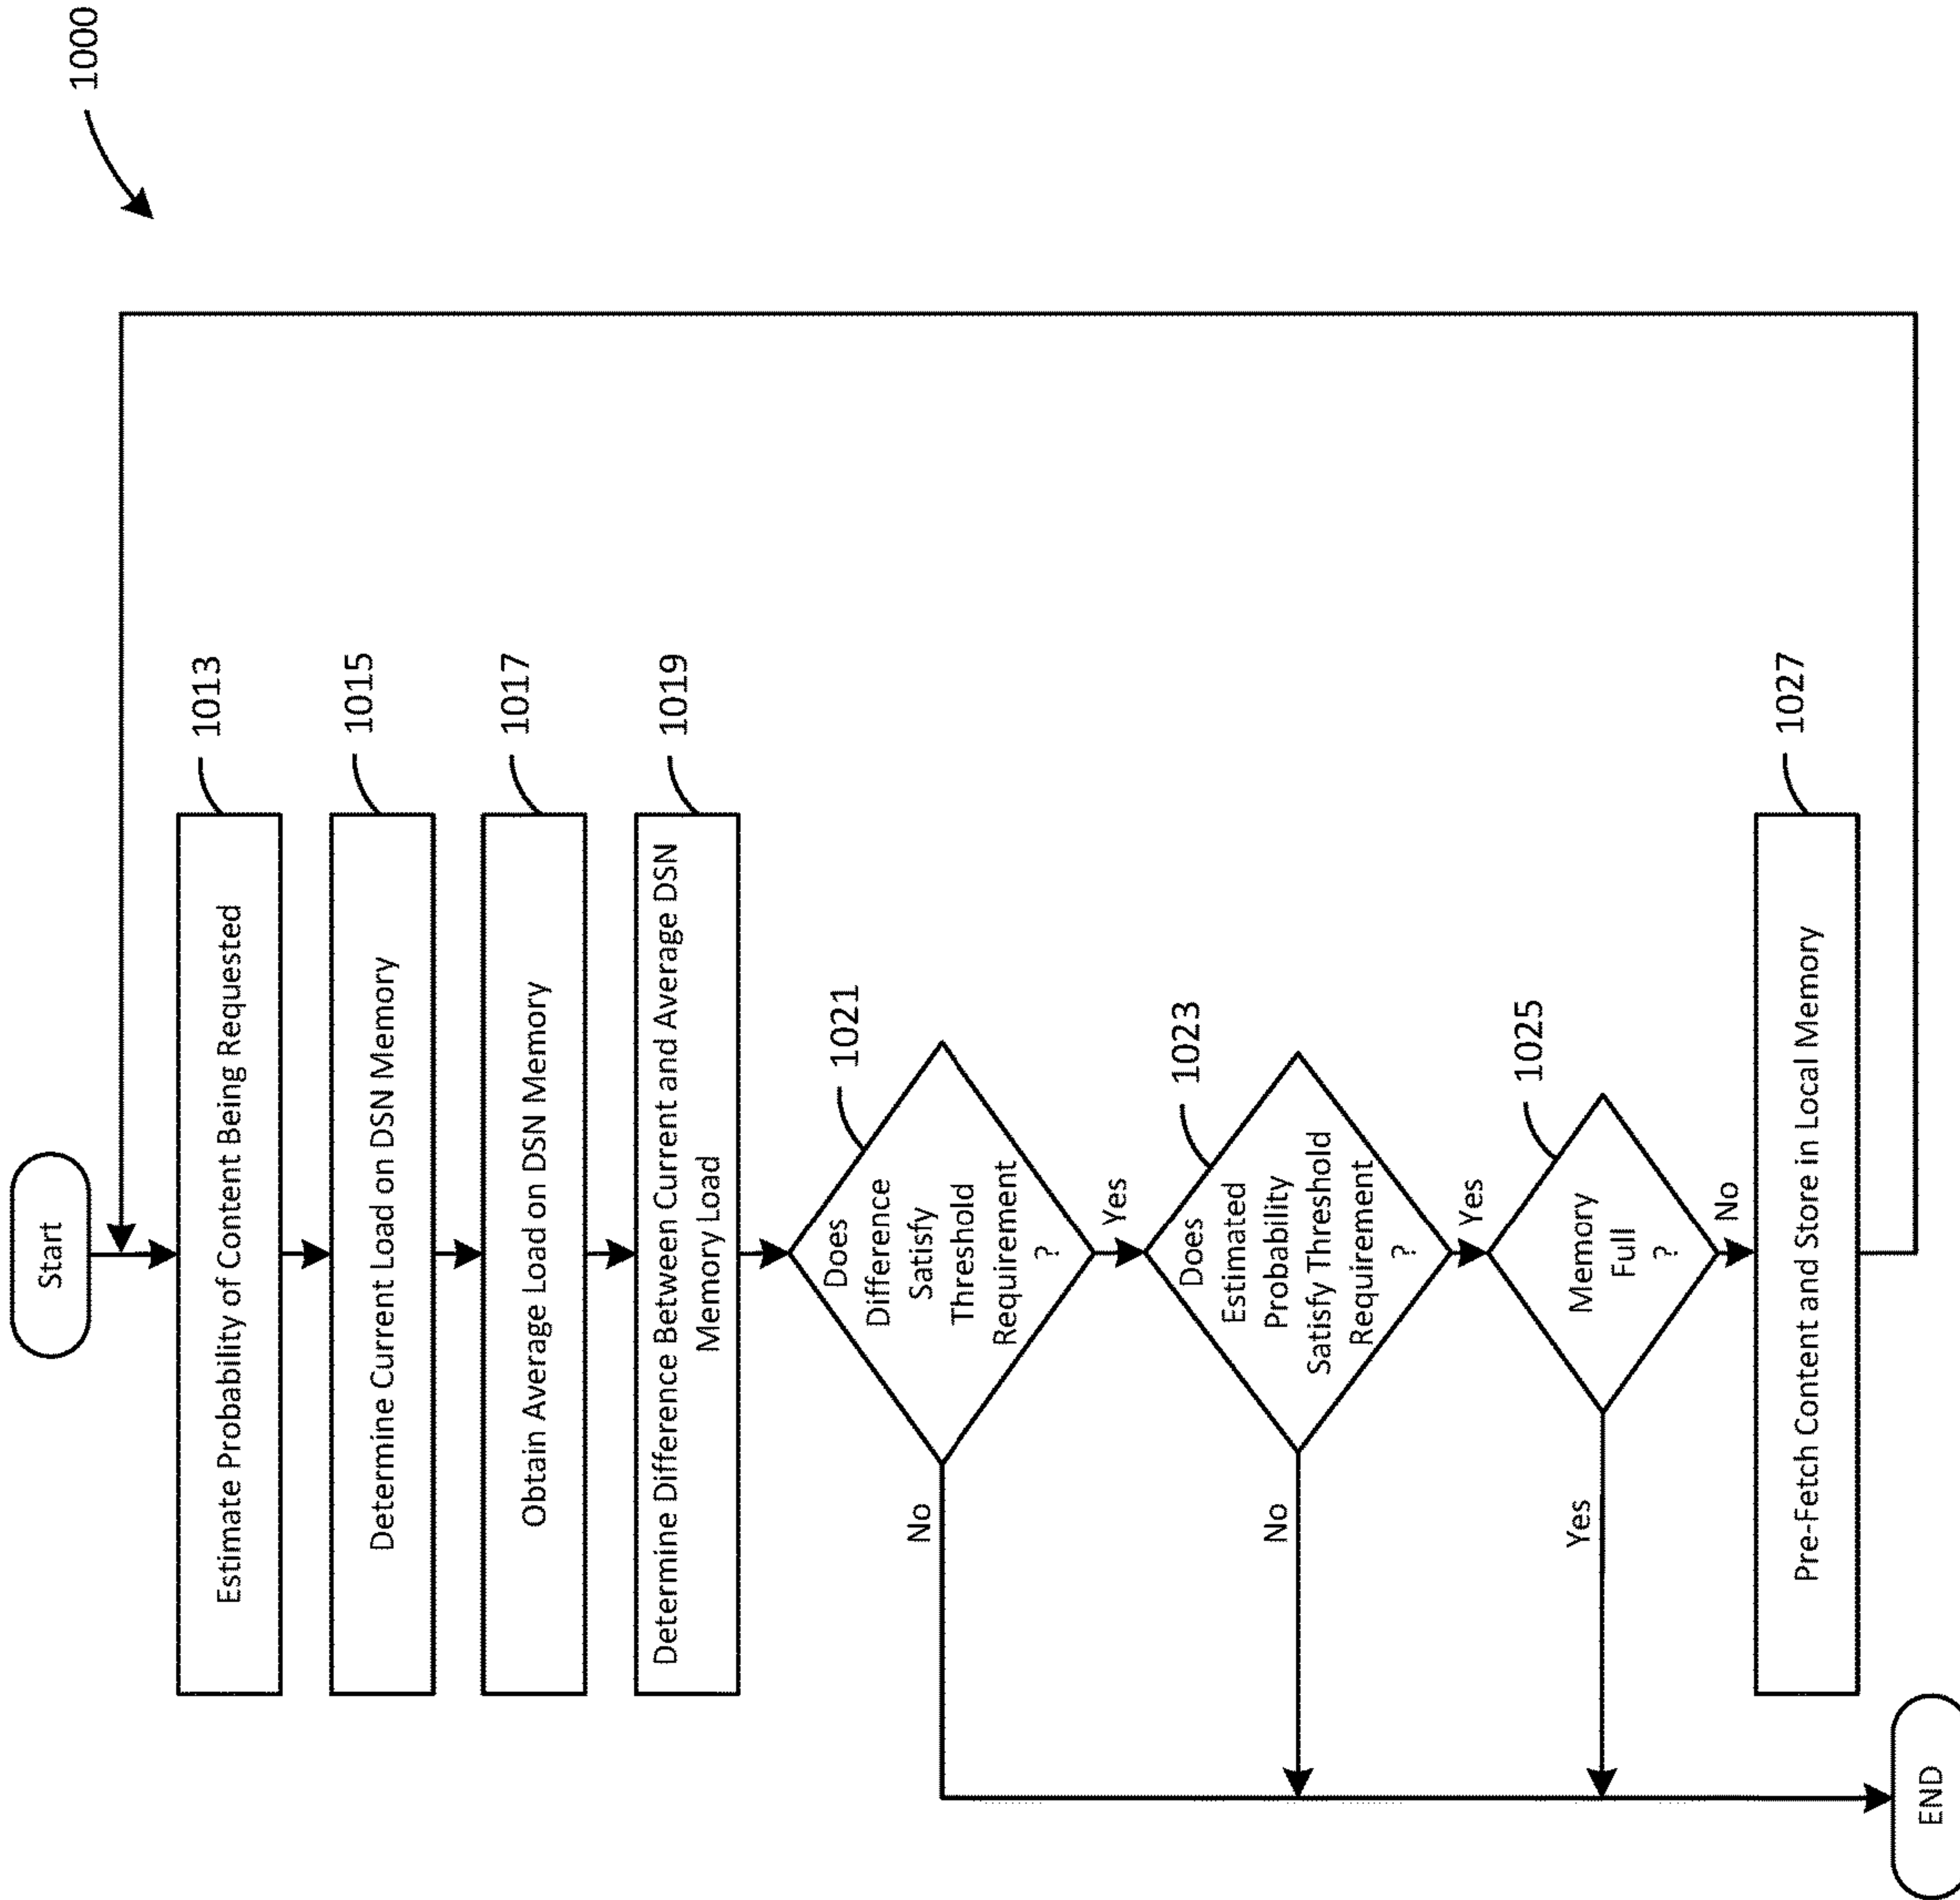 1000
Start
Estimate Probability of Content Being Requested
1013
Determine Current Load on DSN Memory
1015
Obtain Average Load on DSN Memory
1017
Determine Difference Between Current and Average DSN
Memory Load
1019
Does
Difference
Satisfy
Threshold
Requirement
?
1021
No
Yes
Does
Estimated
Probability
Satisfy Threshold
Requirement
?
1023
No
Yes
Memory
Full
?
1025
Yes
No
Pre-Fetch Content and Store in Local Memory
1027
END